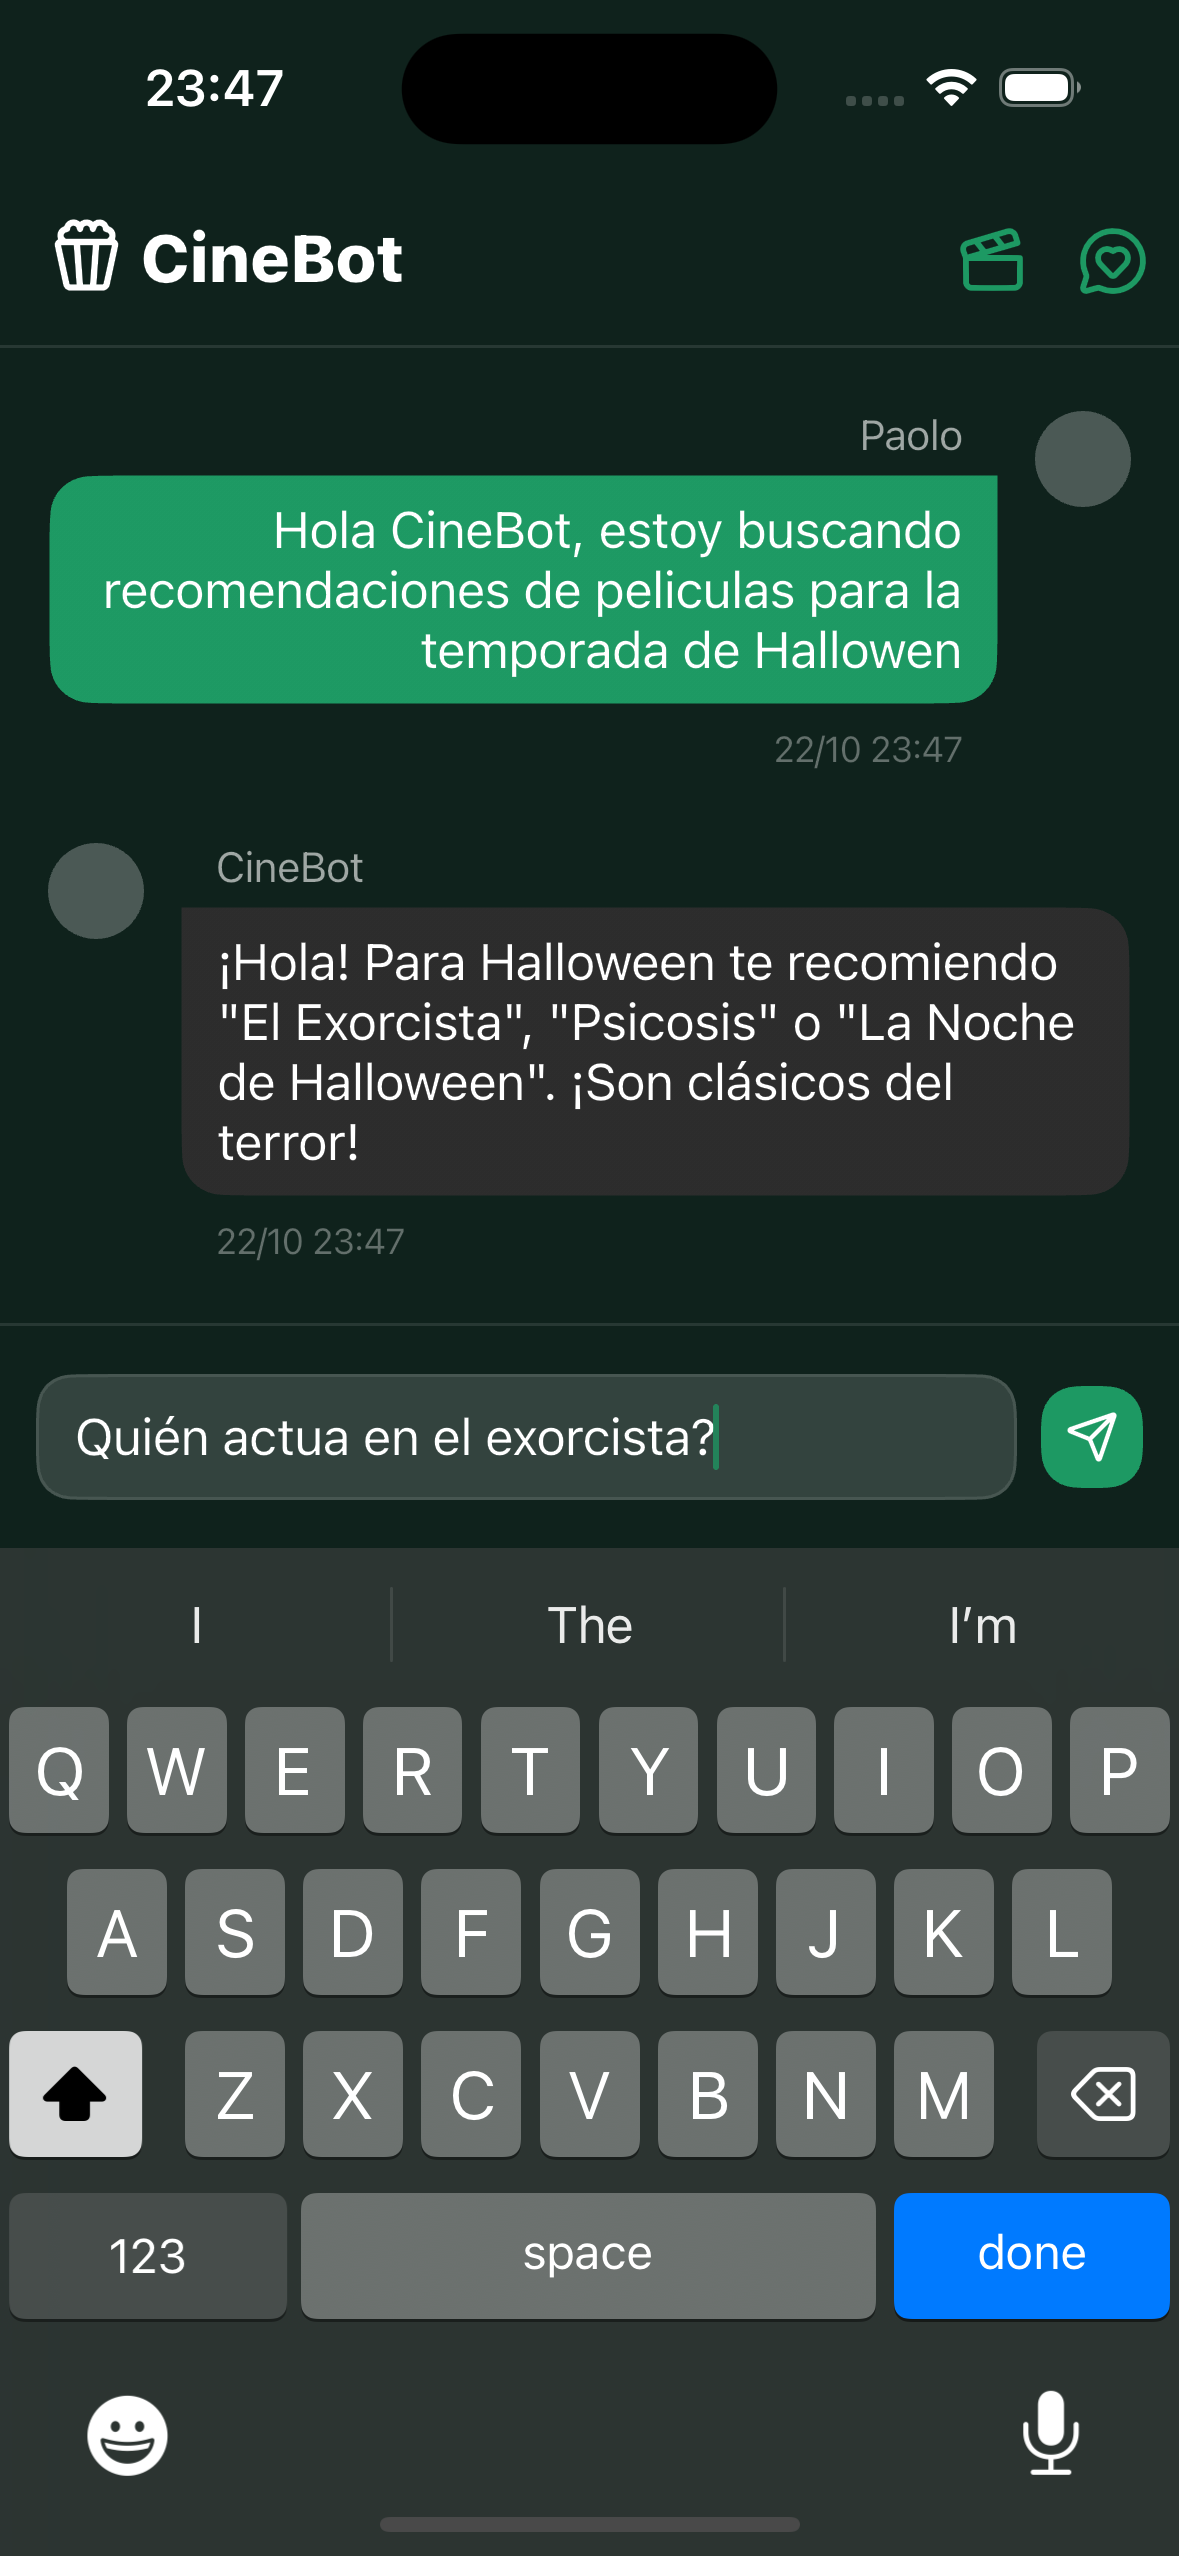 23:47
CineBot
Paolo
Hola CineBot, estoy buscando
recomendaciones de peliculas para la
temporada de Hallowen
22/10 23:47
CineBot
¡Hola! Para Halloween te recomiendo
"El Exorcista", "Psicosis" o "La Noche
de Halloween". ¡Son clásicos del
terror!
22/10 23:47
Quién actua en el exorcista?
I The I’m
Q W E R T Y U I O P
A S D F G H J K L
Z X C V B N M
123 space done